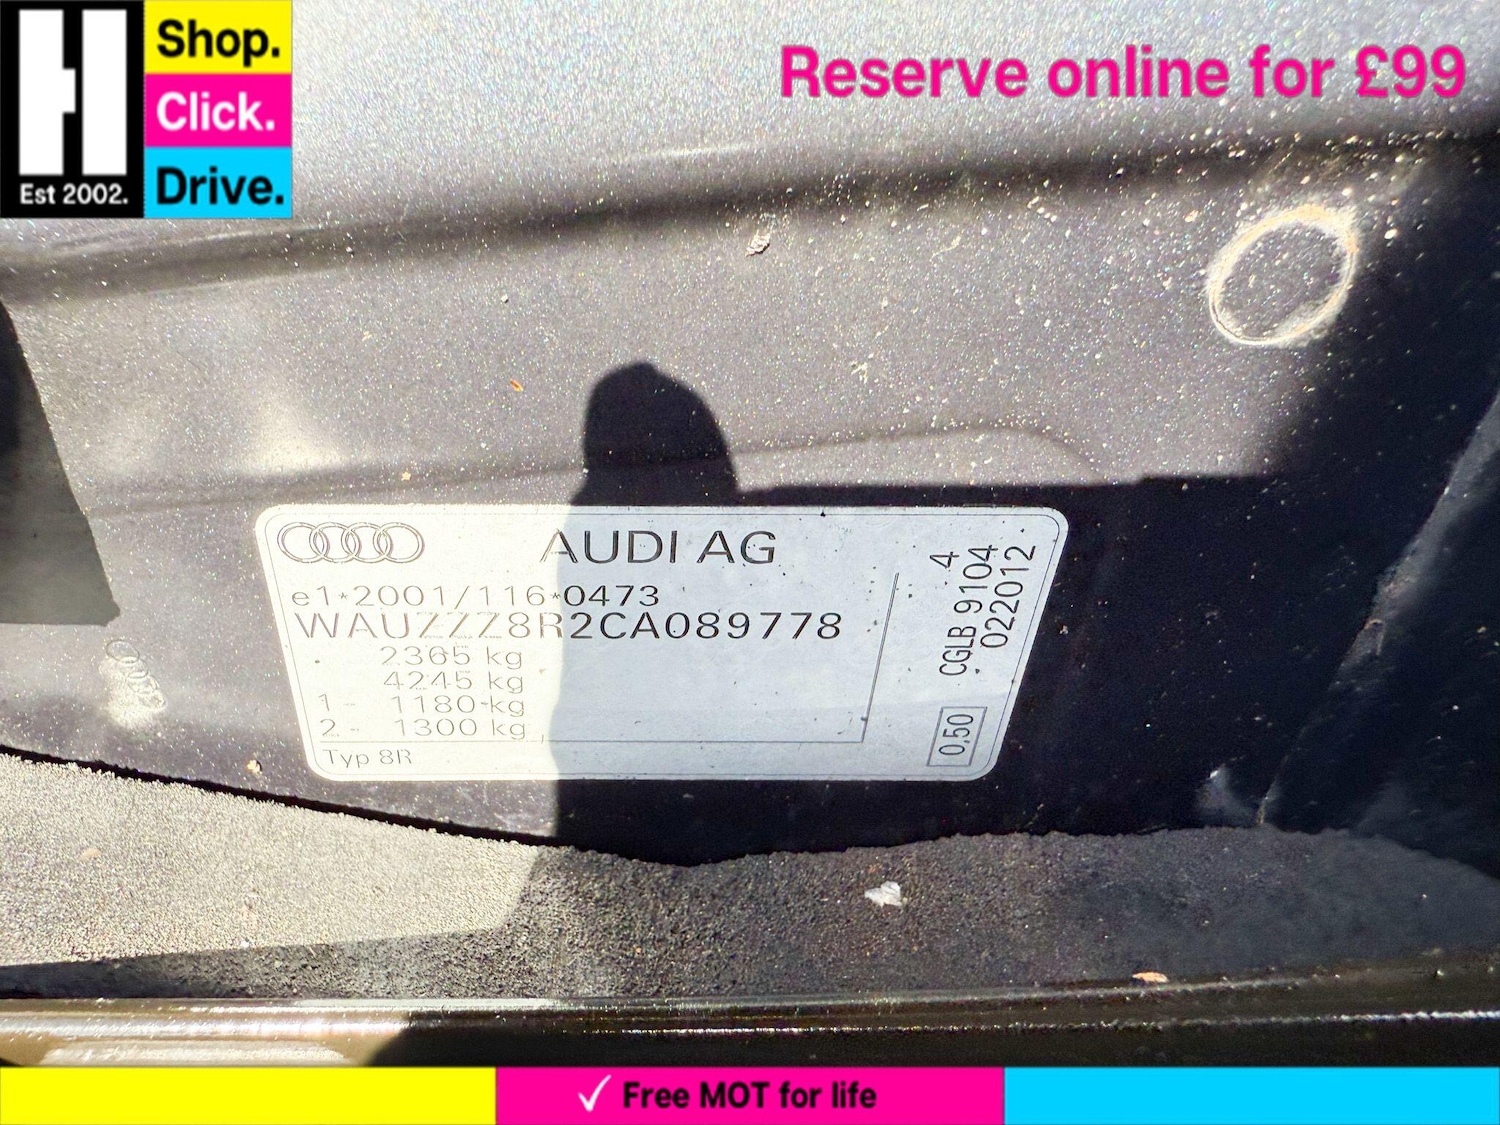 Shop.
Click.
Drive.
Est 2002.
Reserve online for £99
AUDI AG
e1*2001/116*0473
WAUZZZ8R2CA089778
2365 kg
4245 kg
1 - 1180 kg
2 - 1300 kg
Typ 8R
4
CGLB 9104
022012
0,50
✓ Free MOT for life